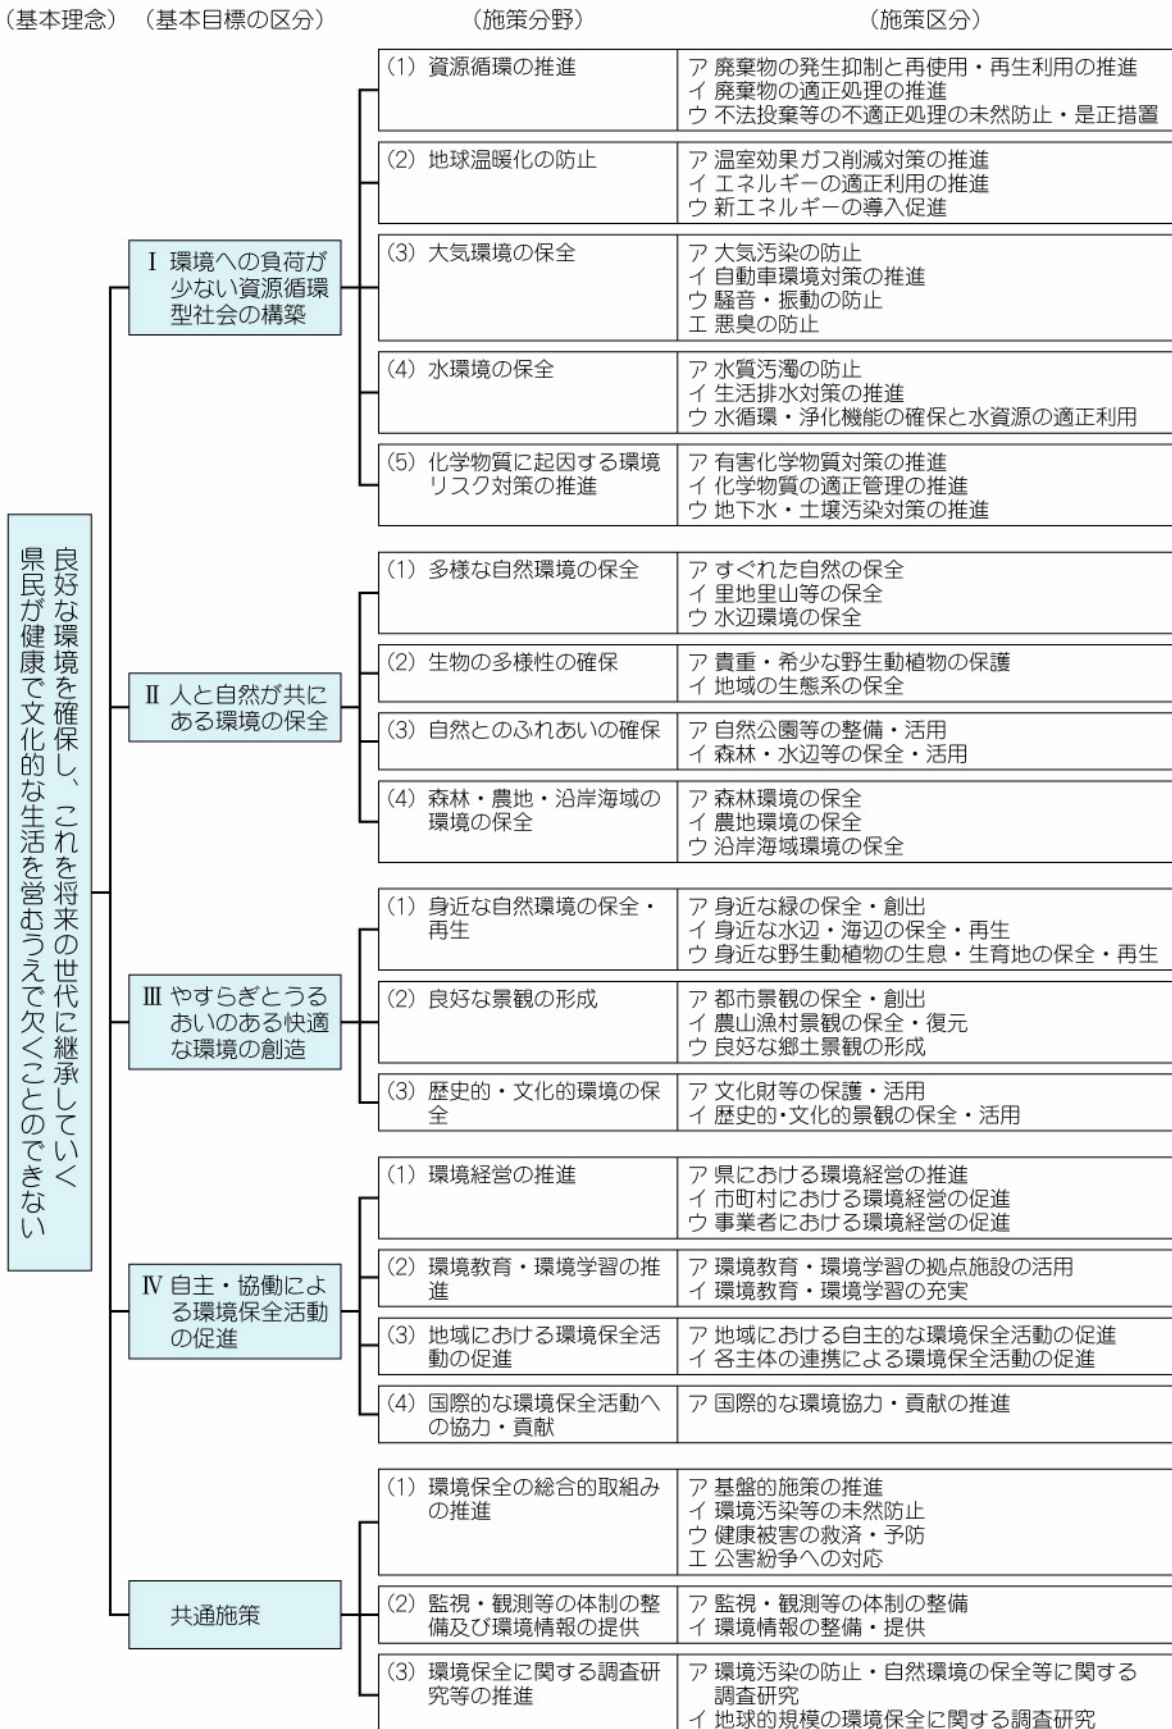 (基本理念) (基本目標の区分) (施策分野) (施策区分)
県民が健康で文化的な生活を営むうえで欠くことのできない
良好な環境を確保し、これを将来の世代に継承していく
Ⅰ 環境への負荷が
少ない資源循環
型社会の構築
(1) 資源循環の推進
ア 廃棄物の発生抑制と再使用・再生利用の推進
イ 廃棄物の適正処理の推進
ウ 不法投棄等の不適正処理の未然防止・是正措置
(2) 地球温暖化の防止
ア 温室効果ガス削減対策の推進
イ エネルギーの適正利用の推進
ウ 新エネルギーの導入促進
(3) 大気環境の保全
ア 大気汚染の防止
イ 自動車環境対策の推進
ウ 騒音・振動の防止
エ 悪臭の防止
(4) 水環境の保全
ア 水質汚濁の防止
イ 生活排水対策の推進
ウ 水循環・浄化機能の確保と水資源の適正利用
(5) 化学物質に起因する環境
リスク対策の推進
ア 有害化学物質対策の推進
イ 化学物質の適正管理の推進
ウ 地下水・土壌汚染対策の推進
Ⅱ 人と自然が共に
ある環境の保全
(1) 多様な自然環境の保全
ア すぐれた自然の保全
イ 里地里山等の保全
ウ 水辺環境の保全
(2) 生物の多様性の確保
ア 貴重・希少な野生動植物の保護
イ 地域の生態系の保全
(3) 自然とのふれあいの確保
ア 自然公園等の整備・活用
イ 森林・水辺等の保全・活用
(4) 森林・農地・沿岸海域の
環境の保全
ア 森林環境の保全
イ 農地環境の保全
ウ 沿岸海域環境の保全
Ⅲ やすらぎとうる
おいのある快適
な環境の創造
(1) 身近な自然環境の保全・
再生
ア 身近な緑の保全・創出
イ 身近な水辺・海辺の保全・再生
ウ 身近な野生動植物の生息・生育地の保全・再生
(2) 良好な景観の形成
ア 都市景観の保全・創出
イ 農山漁村景観の保全・復元
ウ 良好な郷土景観の形成
(3) 歴史的・文化的環境の保
全
ア 文化財等の保護・活用
イ 歴史的・文化的景観の保全・活用
Ⅳ 自主・協働によ
る環境保全活動
の促進
(1) 環境経営の推進
ア 県における環境経営の推進
イ 市町村における環境経営の促進
ウ 事業者における環境経営の促進
(2) 環境教育・環境学習の推
進
ア 環境教育・環境学習の拠点施設の活用
イ 環境教育・環境学習の充実
(3) 地域における環境保全活
動の促進
ア 地域における自主的な環境保全活動の促進
イ 各主体の連携による環境保全活動の促進
(4) 国際的な環境保全活動へ
の協力・貢献
ア 国際的な環境協力・貢献の推進
共通施策
(1) 環境保全の総合的取組み
の推進
ア 基盤的施策の推進
イ 環境汚染等の未然防止
ウ 健康被害の救済・予防
エ 公害紛争への対応
(2) 監視・観測等の体制の整
備及び環境情報の提供
ア 監視・観測等の体制の整備
イ 環境情報の整備・提供
(3) 環境保全に関する調査研
究等の推進
ア 環境汚染の防止・自然環境の保全等に関する
調査研究
イ 地球的規模の環境保全に関する調査研究